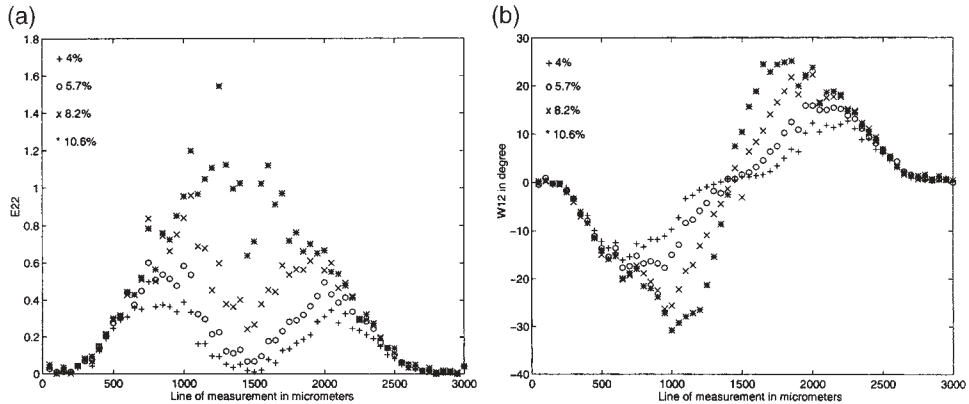 (a)
1.8
1.6
1.4
1.2
1
0.8
0.6
0.4
0.2
0
E22
+ 4%
o 5.7%
x 8.2%
* 10.6%
0 500 1000 1500 2000 2500 3000
Line of measurement in micrometers
(b)
30
20
10
0
−10
−20
−30
−40
W12 in degree
+ 4%
o 5.7%
x 8.2%
* 10.6%
0 500 1000 1500 2000 2500 3000
Line of measurement in micrometers